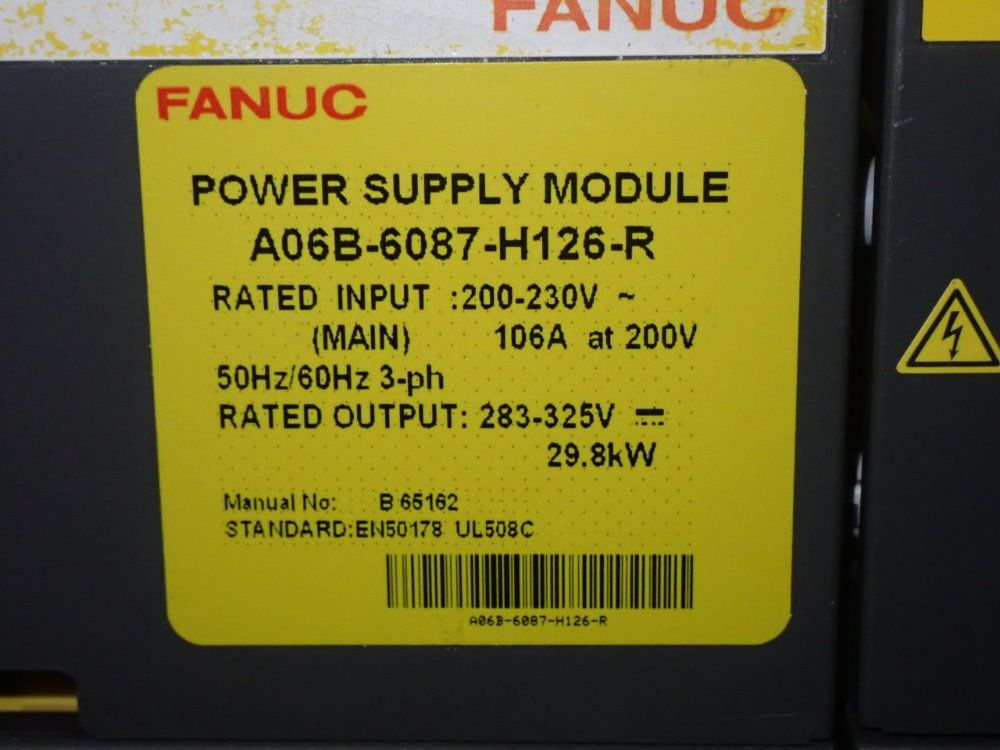 FANUC
FANUC
POWER SUPPLY MODULE
A06B-6087-H126-R
RATED INPUT :200-230V ~
(MAIN) 106A at 200V
50Hz/60Hz 3-ph
RATED OUTPUT: 283-325V ⎓
29.8kW
Manual No: B 65162
STANDARD:EN50178 UL508C
A06B-6087-H126-R